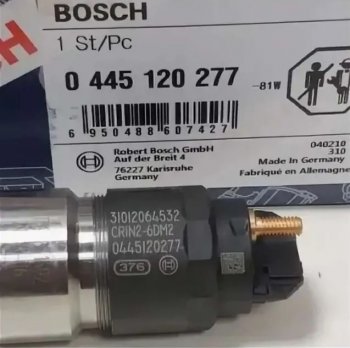 BOSCH
1 St/Pc
0 445 120 277
-81W
6 950488 607427
Robert Bosch GmbH
Auf der Breit 4
76227 Karlsruhe
Germany
040210
310
Made in Germany
Fabriqué en Allemagne
31012064532
CRIN2-6DM2
0445120277
376